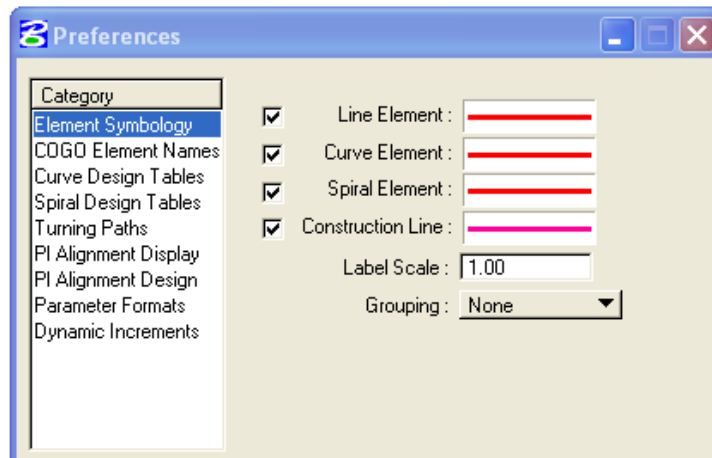 Preferences
Category
Element Symbology
COGO Element Names
Curve Design Tables
Spiral Design Tables
Turning Paths
PI Alignment Display
PI Alignment Design
Parameter Formats
Dynamic Increments
Line Element :
Curve Element :
Spiral Element :
Construction Line :
Label Scale : 1.00
Grouping : None